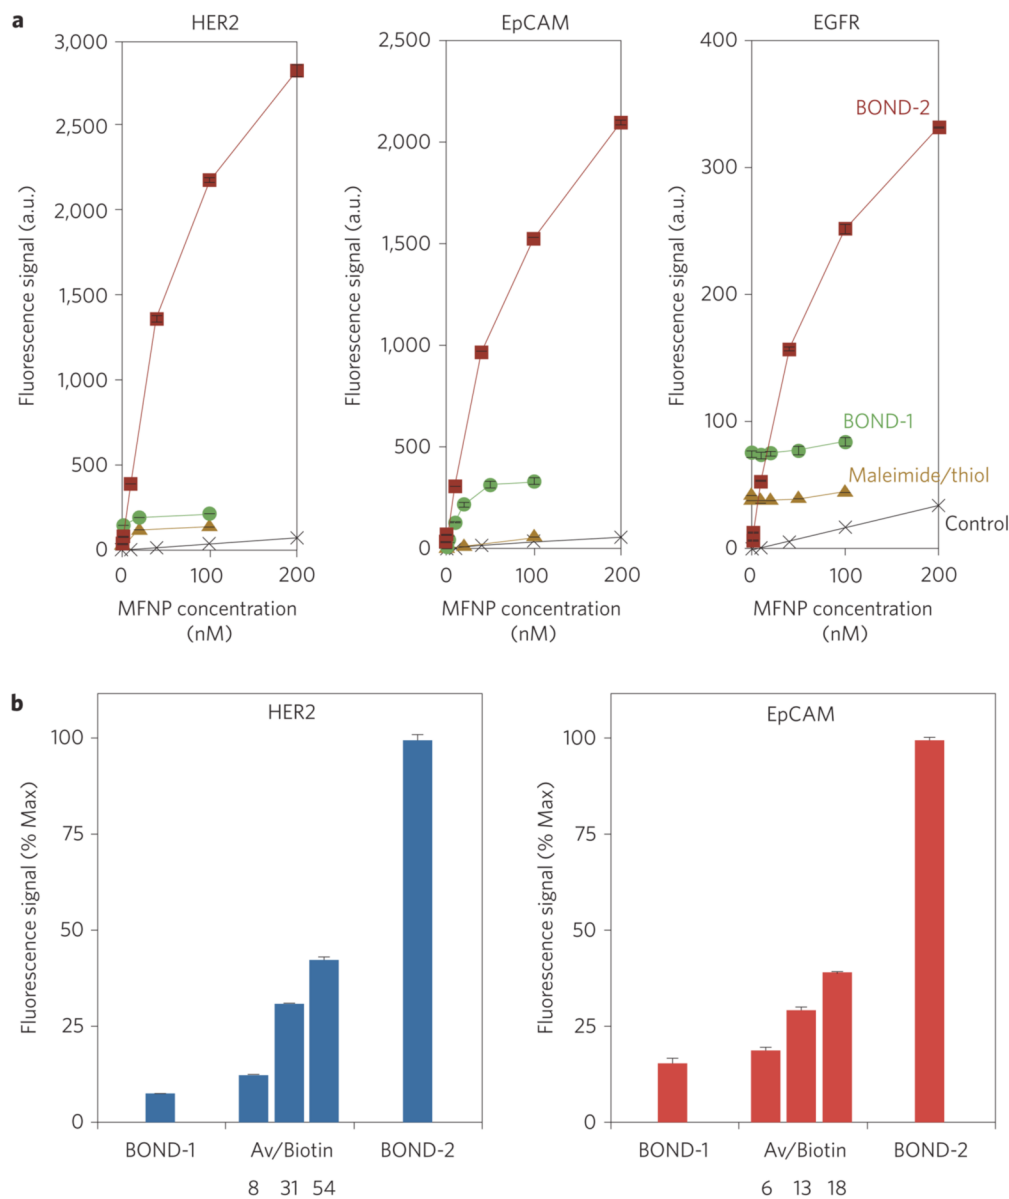 a
HER2
EpCAM
EGFR
3,000
2,500
2,000
1,500
1,000
500
0
0 100 200
Fluorescence signal (a.u.)
MFNP concentration
(nM)
2,500
2,000
1,500
1,000
500
0
0 100 200
Fluorescence signal (a.u.)
MFNP concentration
(nM)
400
300
200
100
0
0 100 200
Fluorescence signal (a.u.)
MFNP concentration
(nM)
BOND-2
BOND-1
Maleimide/thiol
Control
b
HER2
100
75
50
25
0
Fluorescence signal (% Max)
BOND-1 Av/Biotin BOND-2
8 31 54
EpCAM
100
75
50
25
0
Fluorescence signal (% Max)
BOND-1 Av/Biotin BOND-2
6 13 18